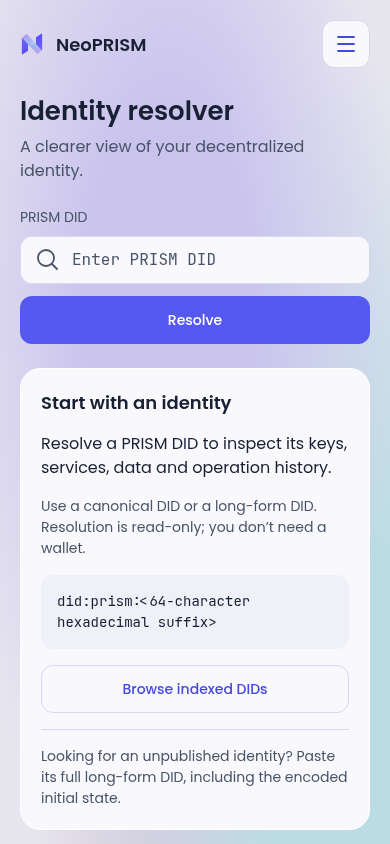 NeoPRISM
Identity resolver
A clearer view of your decentralized
identity.
PRISM DID
Enter PRISM DID
Resolve
Start with an identity
Resolve a PRISM DID to inspect its keys,
services, data and operation history.
Use a canonical DID or a long-form DID.
Resolution is read-only; you don’t need a
wallet.
did:prism:<64-character
hexadecimal suffix>
Browse indexed DIDs
Looking for an unpublished identity? Paste
its full long-form DID, including the encoded
initial state.